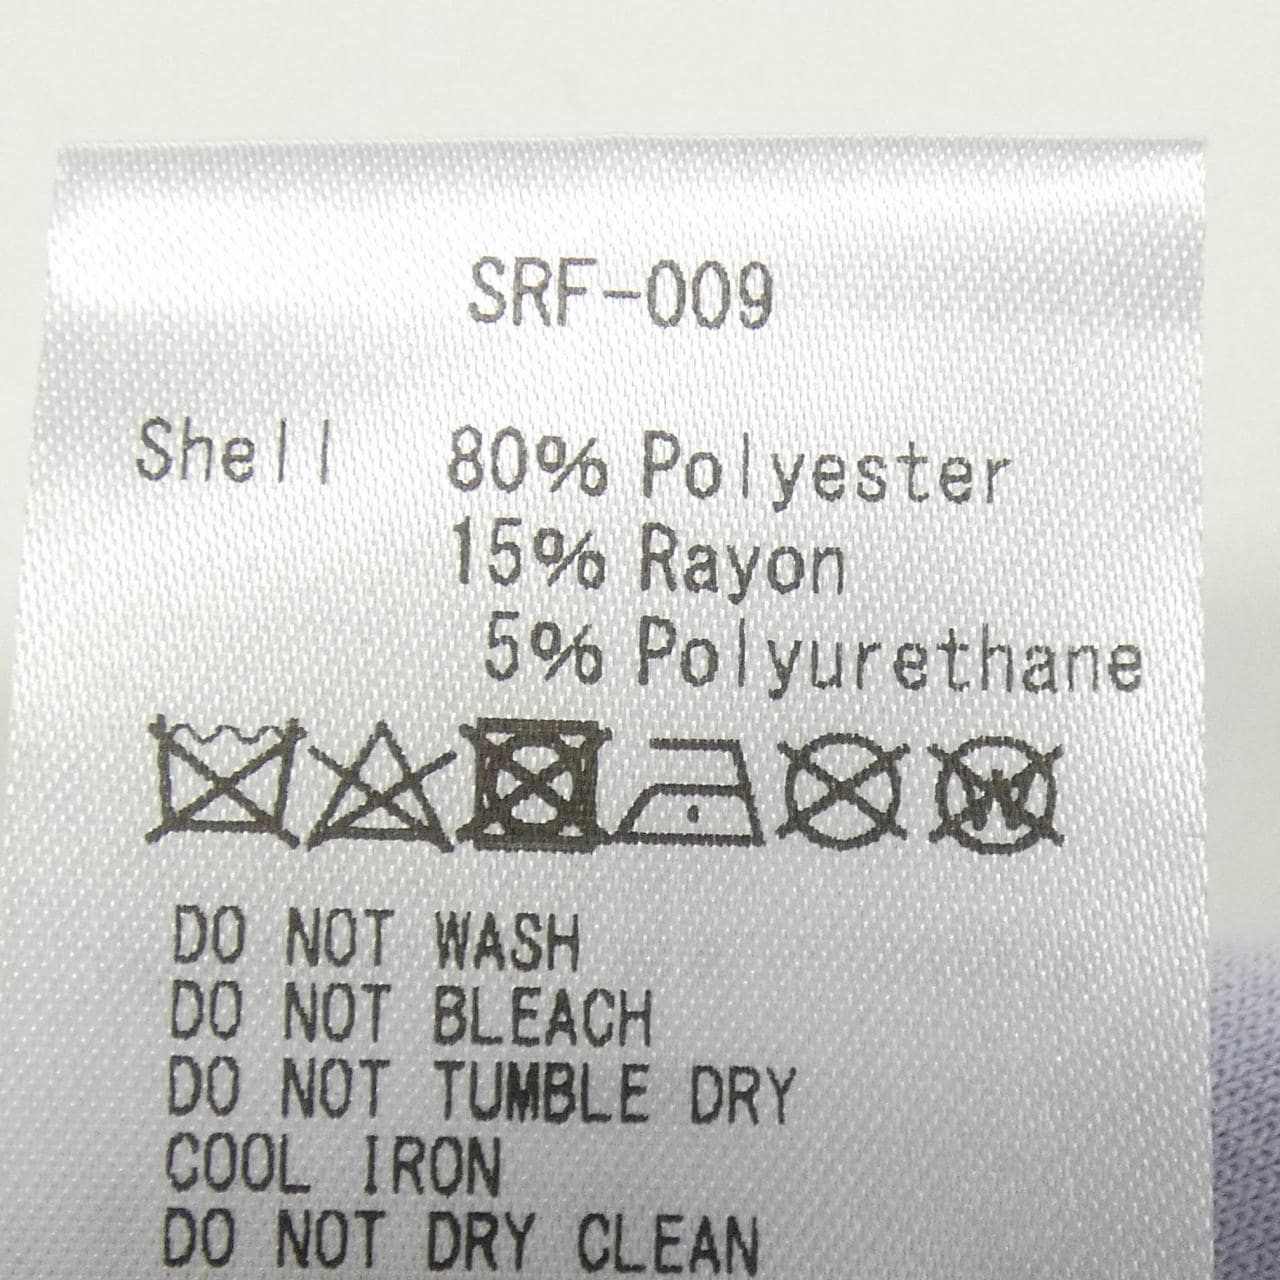 SRF-009
Shell 80% Polyester
15% Rayon
5% Polyurethane
W
DO NOT WASH
DO NOT BLEACH
DO NOT TUMBLE DRY
COOL IRON
DO NOT DRY CLEAN